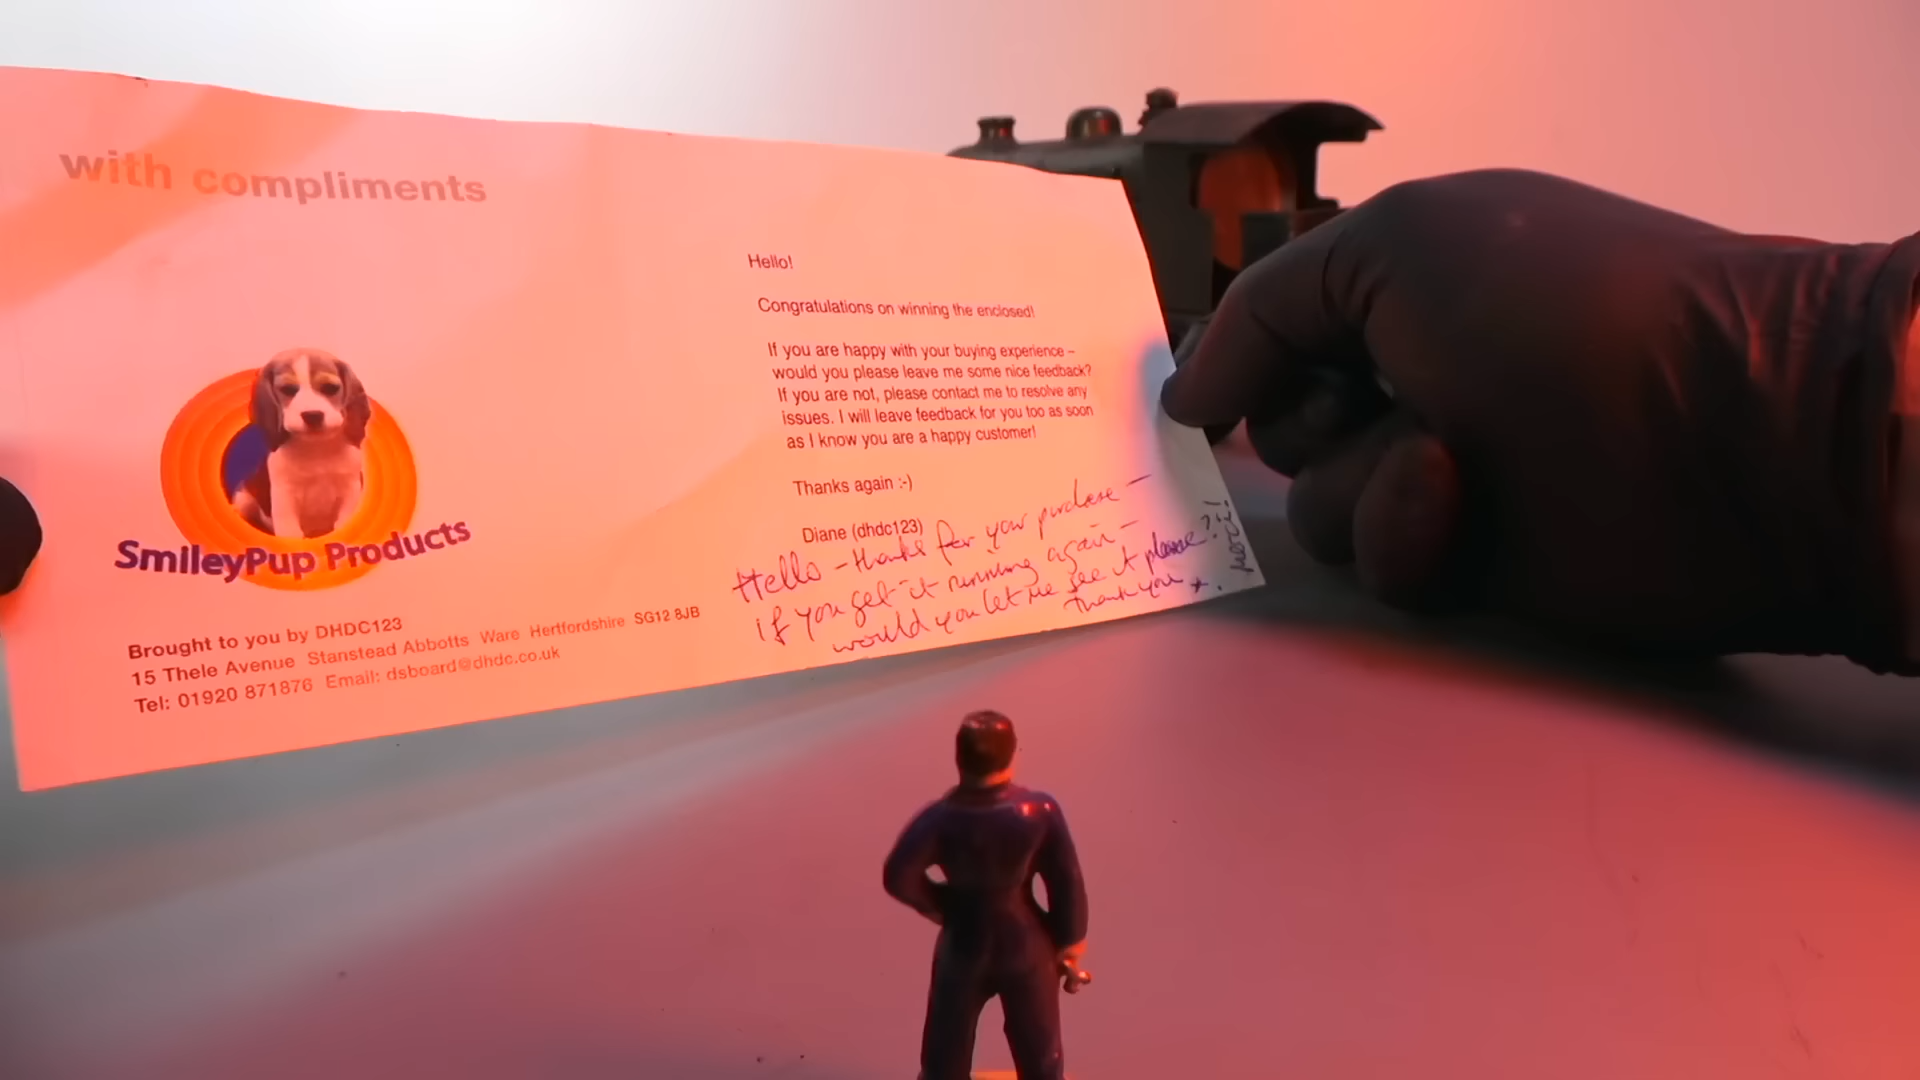 with compliments
SmileyPup Products
Brought to you by DHDC123
15 Thele Avenue Stanstead Abbotts Ware Hertfordshire SG12 8JB
Tel: 01920 871876 Email: dsboard@dhdc.co.uk
Hello!
Congratulations on winning the enclosed!
If you are happy with your buying experience –
would you please leave me some nice feedback?
If you are not, please contact me to resolve any
issues. I will leave feedback for you too as soon
as I know you are a happy customer!
Thanks again :-)
Diane (dhdc123)
Hello - thanks for your purchase -
if you get it running again -
would you let me see it please?!
Thank you x.
Merci!